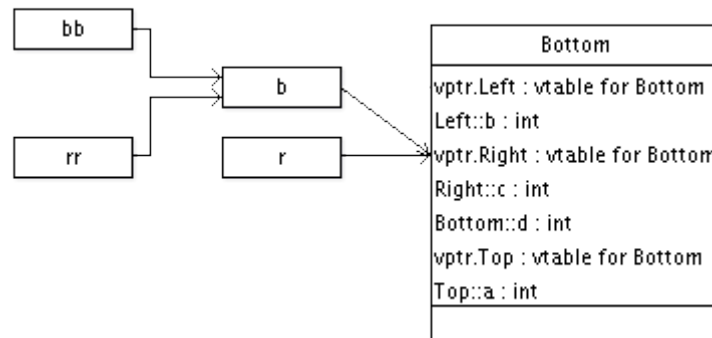 bb
b
rr
r
Bottom
vptr.Left : vtable for Bottom
Left::b : int
vptr.Right : vtable for Bottom
Right::c : int
Bottom::d : int
vptr.Top : vtable for Bottom
Top::a : int